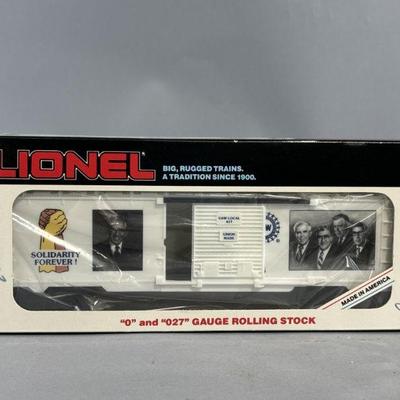 LIONEL
BIG, RUGGED TRAINS.
A TRADITION SINCE 1900.
SOLIDARITY
FOREVER!
UAW LOCAL
UNION
MADE
W
MADE IN AMERICA
"O" and "027" GAUGE ROLLING STOCK